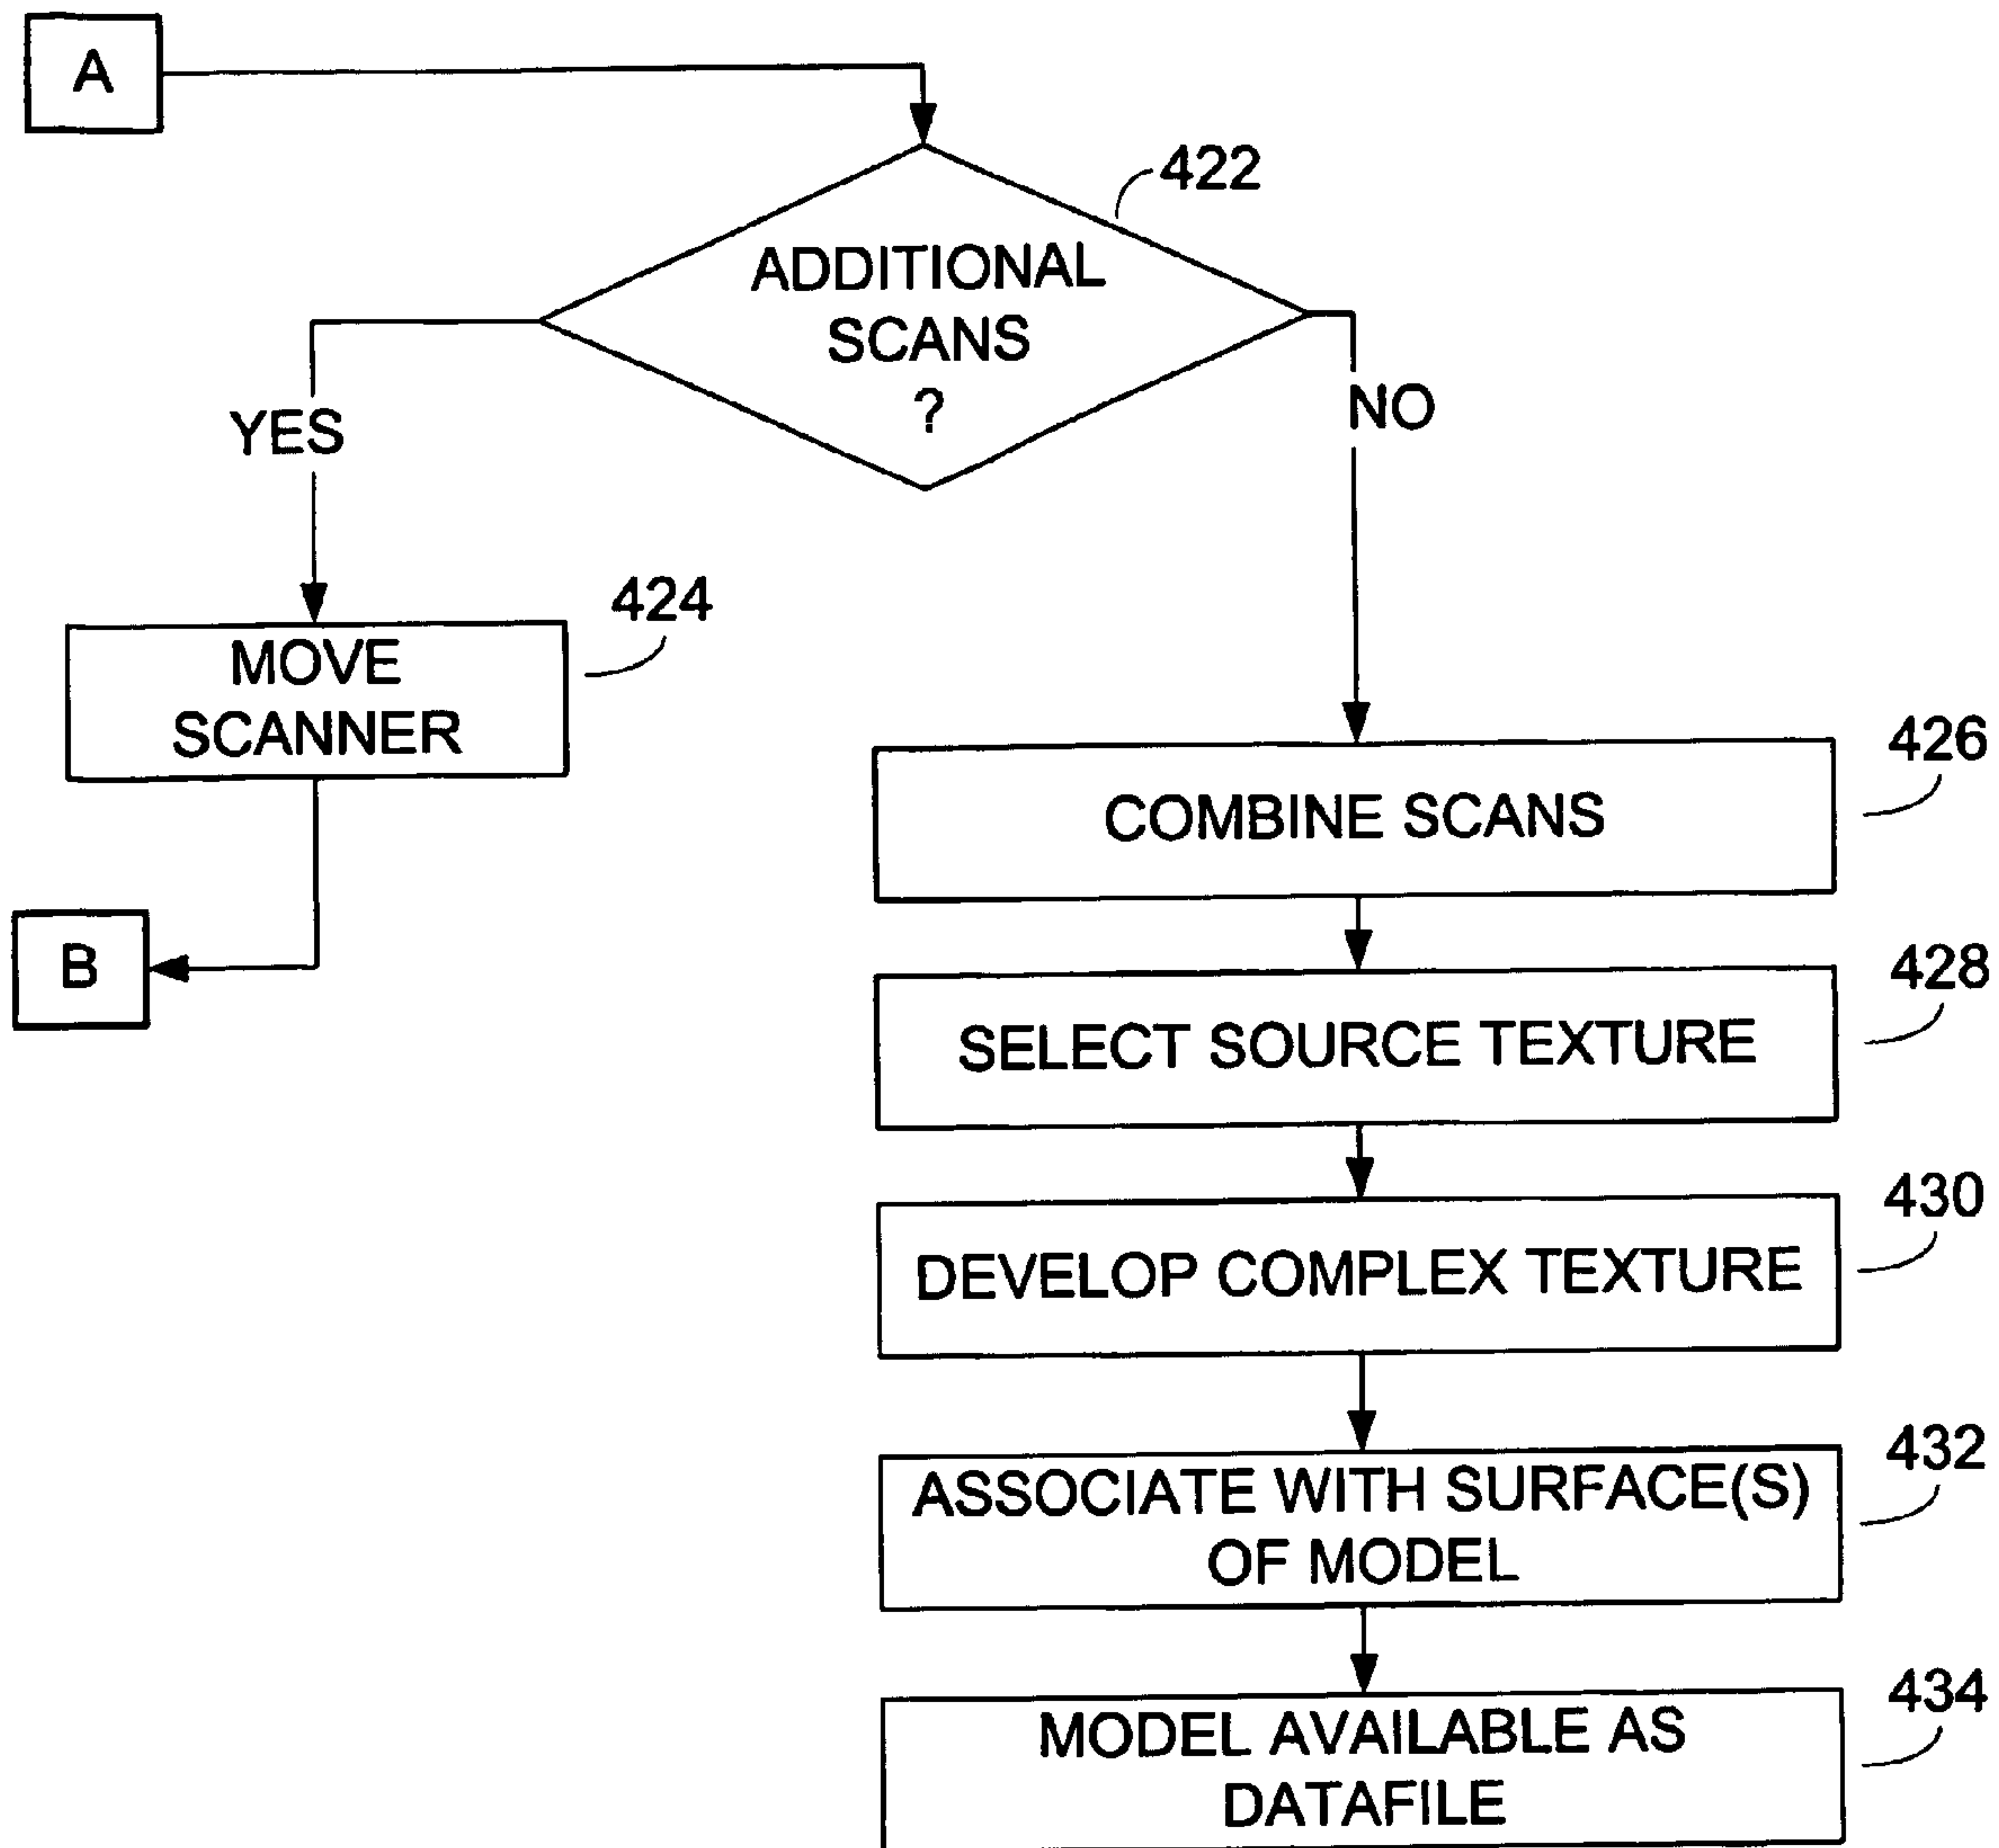 A
422
ADDITIONAL
SCANS
?
YES
NO
424
MOVE
SCANNER
426
COMBINE SCANS
B
428
SELECT SOURCE TEXTURE
430
DEVELOP COMPLEX TEXTURE
432
ASSOCIATE WITH SURFACE(S)
OF MODEL
434
MODEL AVAILABLE AS
DATAFILE